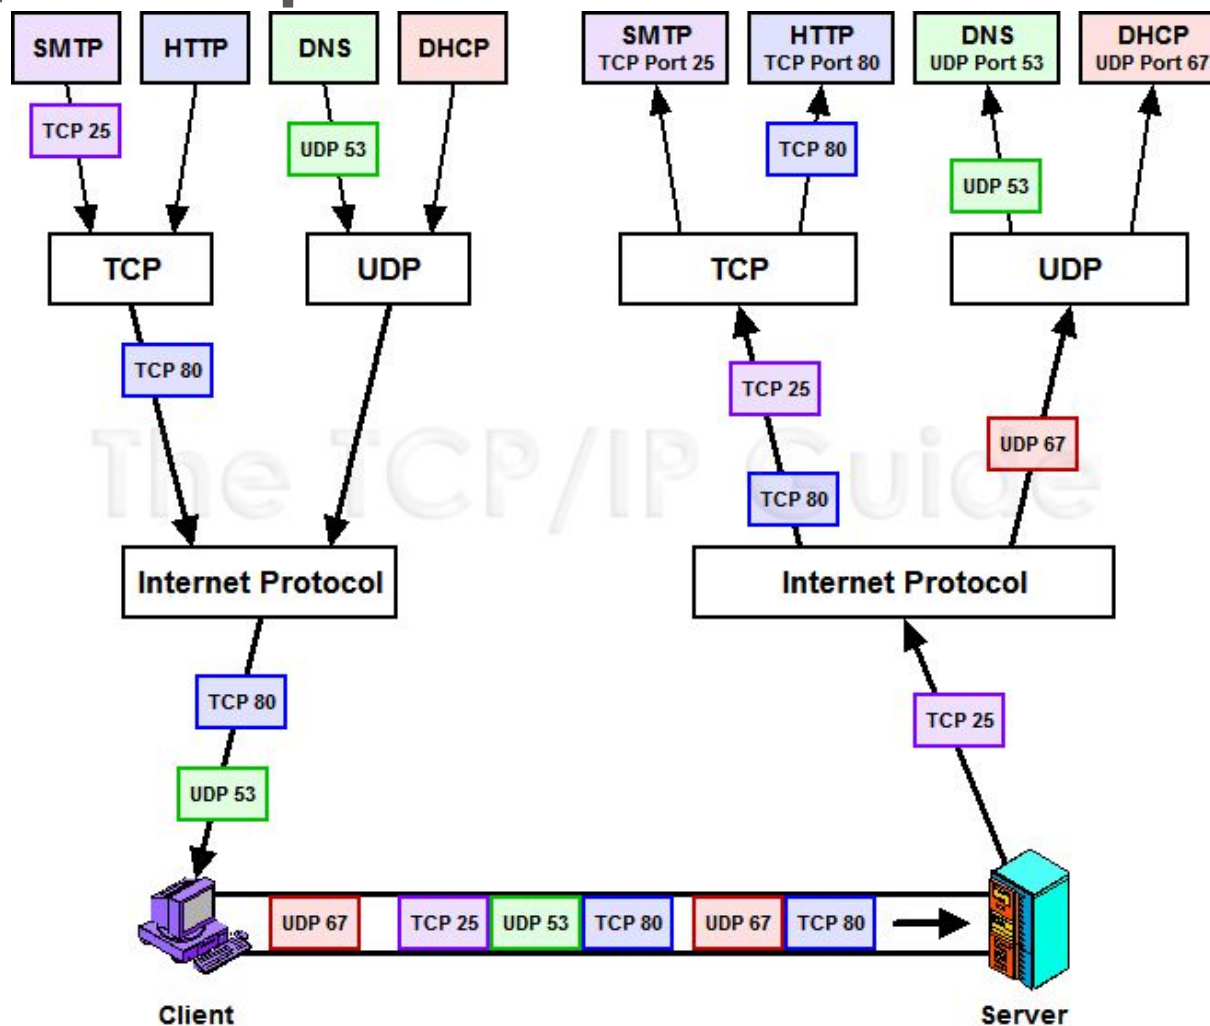 SMTP
HTTP
DNS
DHCP
SMTP
TCP Port 25
HTTP
TCP Port 80
DNS
UDP Port 53
DHCP
UDP Port 67
TCP 25
UDP 53
TCP 80
UDP 53
TCP
UDP
TCP
UDP
TCP 80
TCP 25
UDP 67
The TCP/IP Guide
TCP 80
Internet Protocol
Internet Protocol
TCP 80
TCP 25
UDP 53
UDP 67
TCP 25
UDP 53
TCP 80
UDP 67
TCP 80
Client
Server